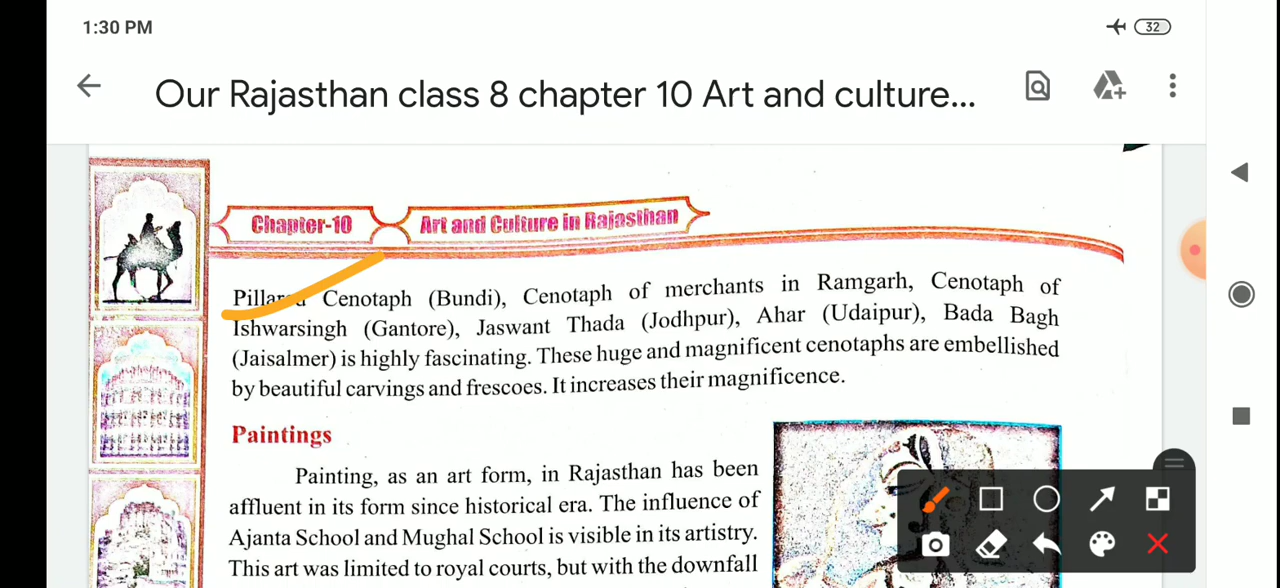 1:30 PM
32
Our Rajasthan class 8 chapter 10 Art and culture...
Chapter-10
Art and Culture in Rajasthan
Pillared Cenotaph (Bundi), Cenotaph of merchants in Ramgarh, Cenotaph of
Ishwarsingh (Gantore), Jaswant Thada (Jodhpur), Ahar (Udaipur), Bada Bagh
(Jaisalmer) is highly fascinating. These huge and magnificent cenotaphs are embellished
by beautiful carvings and frescoes. It increases their magnificence.
Paintings
Painting, as an art form, in Rajasthan has been
affluent in its form since historical era. The influence of
Ajanta School and Mughal School is visible in its artistry.
This art was limited to royal courts, but with the downfall